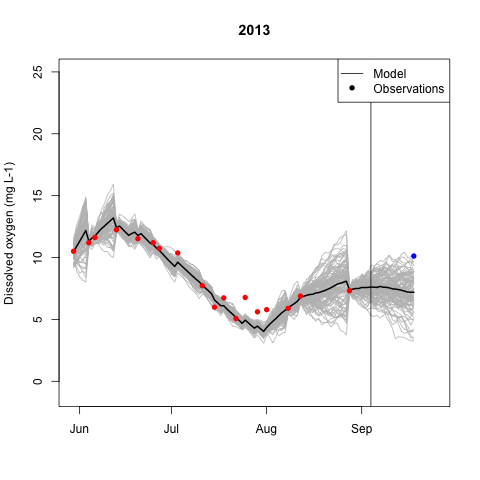 2013
Model
Observations
Dissolved oxygen (mg L-1)
25
20
15
10
5
0
Jun
Jul
Aug
Sep